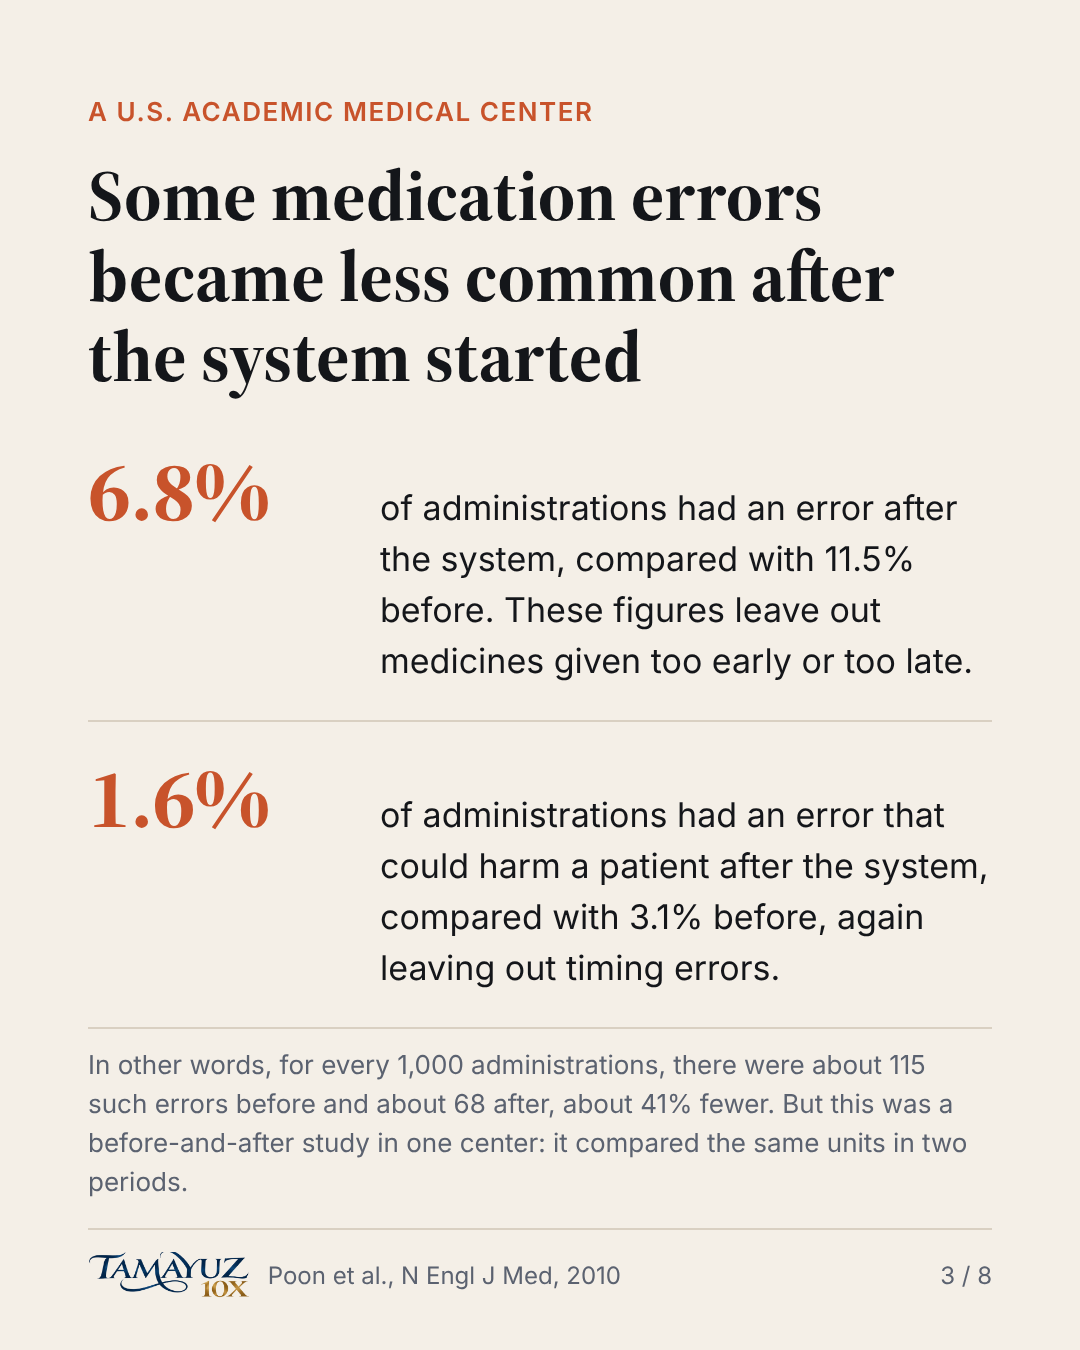 A U.S. ACADEMIC MEDICAL CENTER
Some medication errors
became less common after
the system started
6.8%
of administrations had an error after
the system, compared with 11.5%
before. These figures leave out
medicines given too early or too late.
1.6%
of administrations had an error that
could harm a patient after the system,
compared with 3.1% before, again
leaving out timing errors.
In other words, for every 1,000 administrations, there were about 115
such errors before and about 68 after, about 41% fewer. But this was a
before-and-after study in one center: it compared the same units in two
periods.
TAMAYUZ
10X
Poon et al., N Engl J Med, 2010
3 / 8